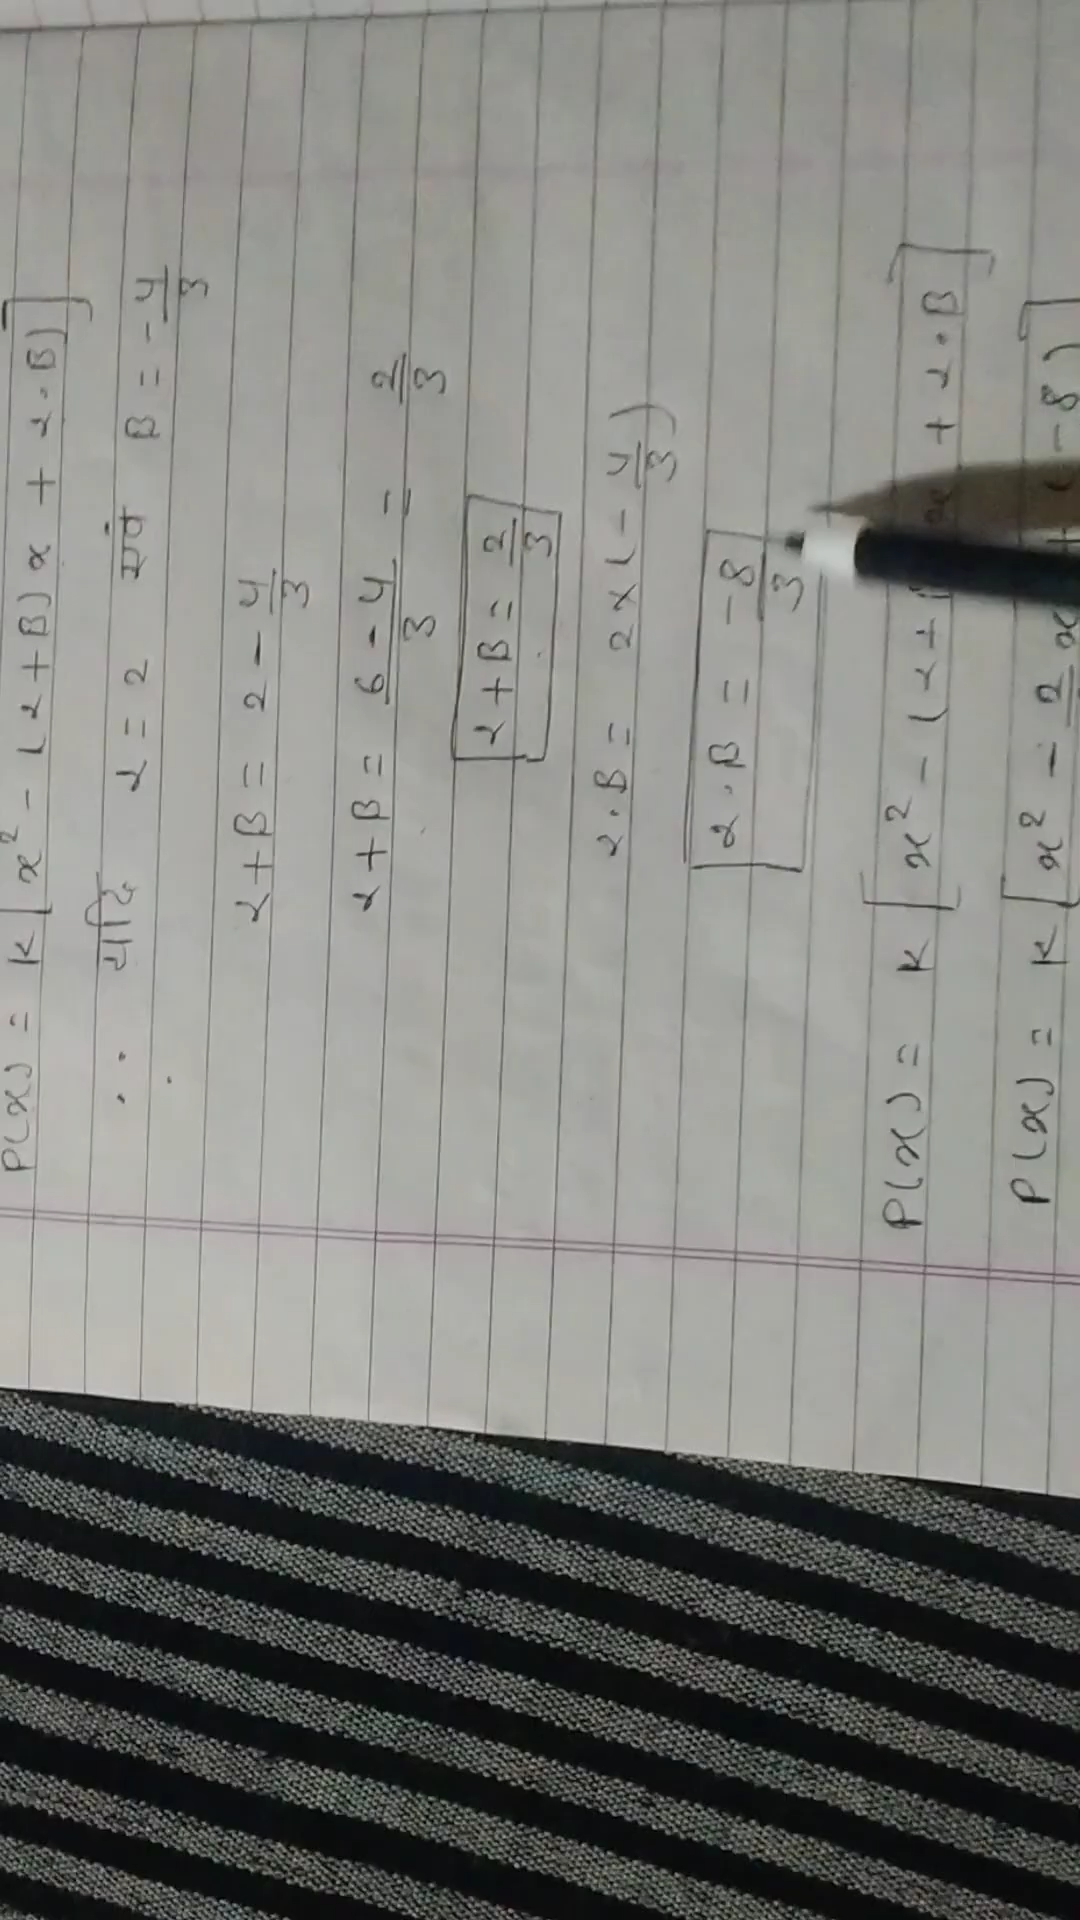 P(x) = K [x² - (α+β)x + α·β]
∴ यदि α = 2 एवं β = -4/3
α+β = 2 - 4/3
α+β = 6-4/3 = 2/3
α+β = 2/3
α·β = 2×(-4/3)
α·β = -8/3
P(x) = K [x² - (α+ x + α·β]
P(x) = K [x² - 2 x + (-8)]